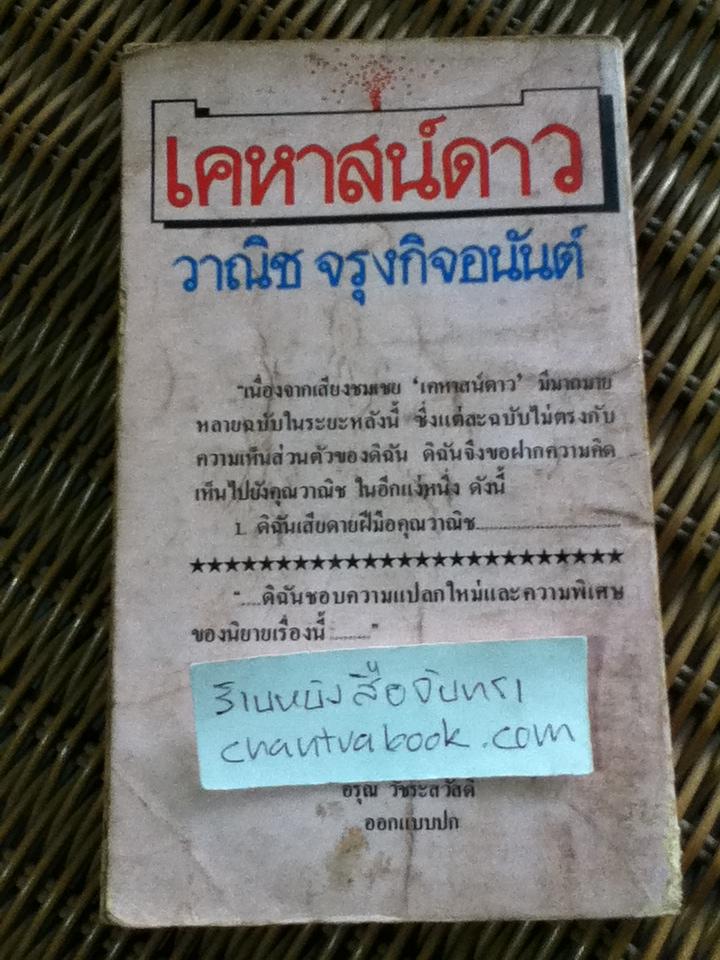 เคหาสน์ดาว
วาณิช จรุงกิจอนันต์
"เนื่องจากเสียงชมเชย 'เคหาสน์ดาว' มีมากมาย
หลายฉบับในระยะหลังนี้ ซึ่งแต่ละฉบับไม่ตรงกับ
ความเห็นส่วนตัวของดิฉัน ดิฉันจึงขอฝากความคิด
เห็นไปยังคุณวาณิช ในอีกแง่หนึ่ง ดังนี้
1. ดิฉันเสียดายฝีมือคุณวาณิช..............................
★★★★★★★★★★★★★★★★★★★★★★★★★
".....ดิฉันชอบความแปลกใหม่และความพิเศษ
ของนิยายเรื่องนี้ .........."
ร้านหนังสือจันทรา
chantrabook.com
อรุณ วัชระสวัสดิ์
ออกแบบปก